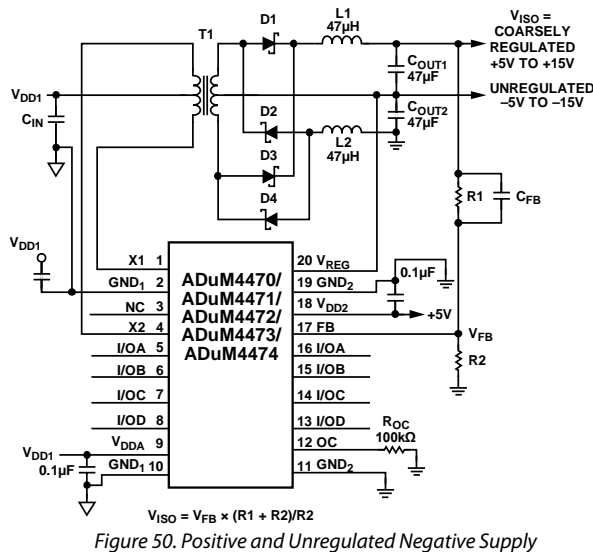 T1
D1
L1
47µH
V_ISO =
COARSELY
REGULATED
+5V TO +15V
C_OUT1
47µF
UNREGULATED
–5V TO –15V
V_DD1
C_IN
D2
C_OUT2
47µF
L2
47µH
D3
D4
R1
C_FB
V_DD1
X1 1
GND₁ 2
NC 3
X2 4
I/OA 5
I/OB 6
I/OC 7
I/OD 8
V_DDA 9
GND₁ 10
ADuM4470/
ADuM4471/
ADuM4472/
ADuM4473/
ADuM4474
20 V_REG
19 GND₂
18 V_DD2
17 FB
16 I/OA
15 I/OB
14 I/OC
13 I/OD
12 OC
11 GND₂
0.1µF
+5V
V_FB
R2
R_OC
100kΩ
V_DD1
0.1µF
V_ISO = V_FB × (R1 + R2)/R2
Figure 50. Positive and Unregulated Negative Supply